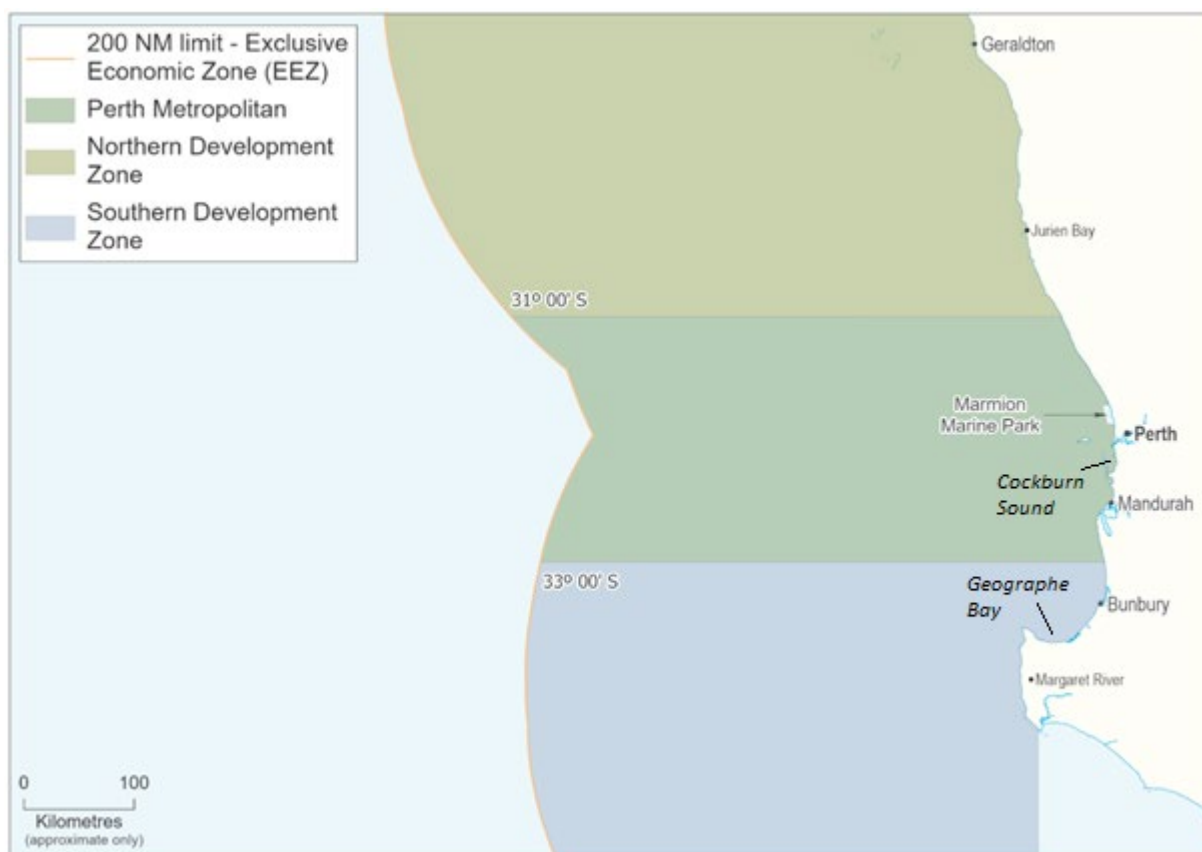 200 NM limit - Exclusive
Economic Zone (EEZ)
Perth Metropolitan
Northern Development
Zone
Southern Development
Zone
Geraldton
Jurien Bay
31º 00' S
Marmion
Marine Park
Perth
Cockburn
Sound
Mandurah
33º 00' S
Geographe
Bay
Bunbury
Margaret River
0 100
Kilometres
(approximate only)